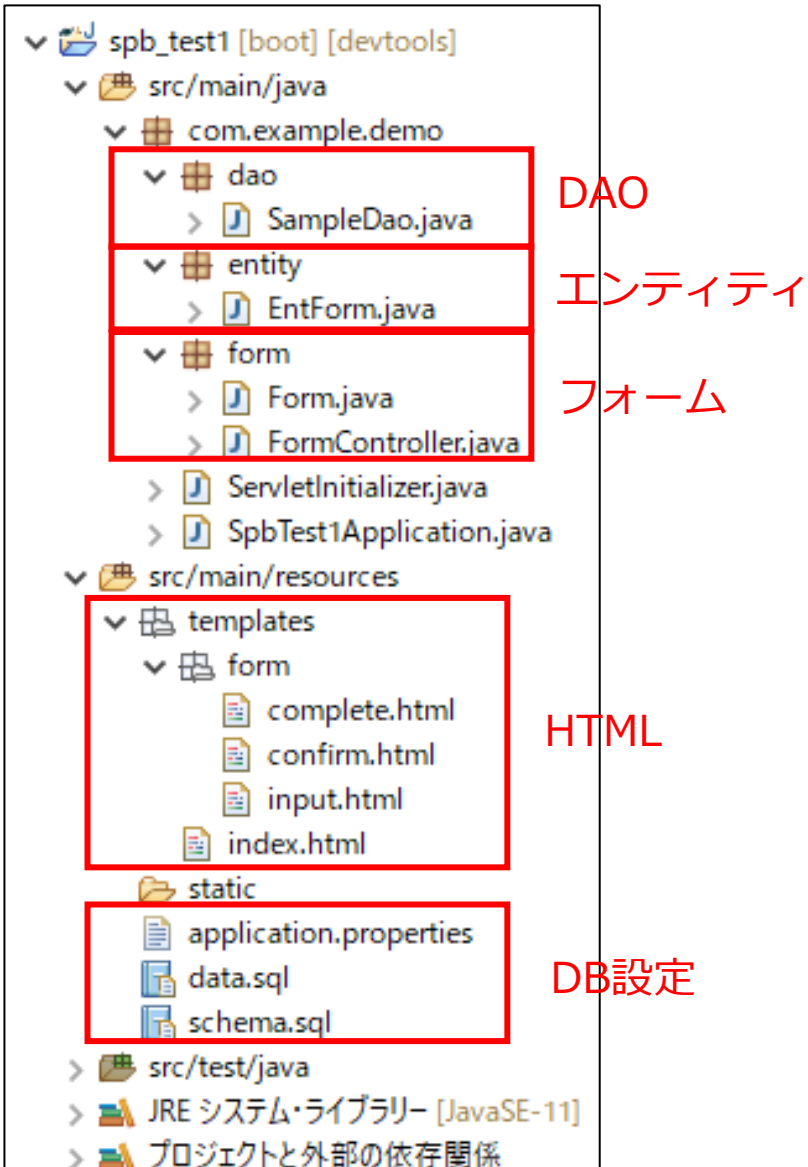 spb_test1 [boot] [devtools]
src/main/java
com.example.demo
dao
DAO
SampleDao.java
entity
エンティティ
EntForm.java
form
Form.java
フォーム
FormController.java
ServletInitializer.java
SpbTest1Application.java
src/main/resources
templates
form
complete.html
HTML
confirm.html
input.html
index.html
static
application.properties
data.sql
DB設定
schema.sql
src/test/java
JRE システム・ライブラリー [JavaSE-11]
プロジェクトと外部の依存関係